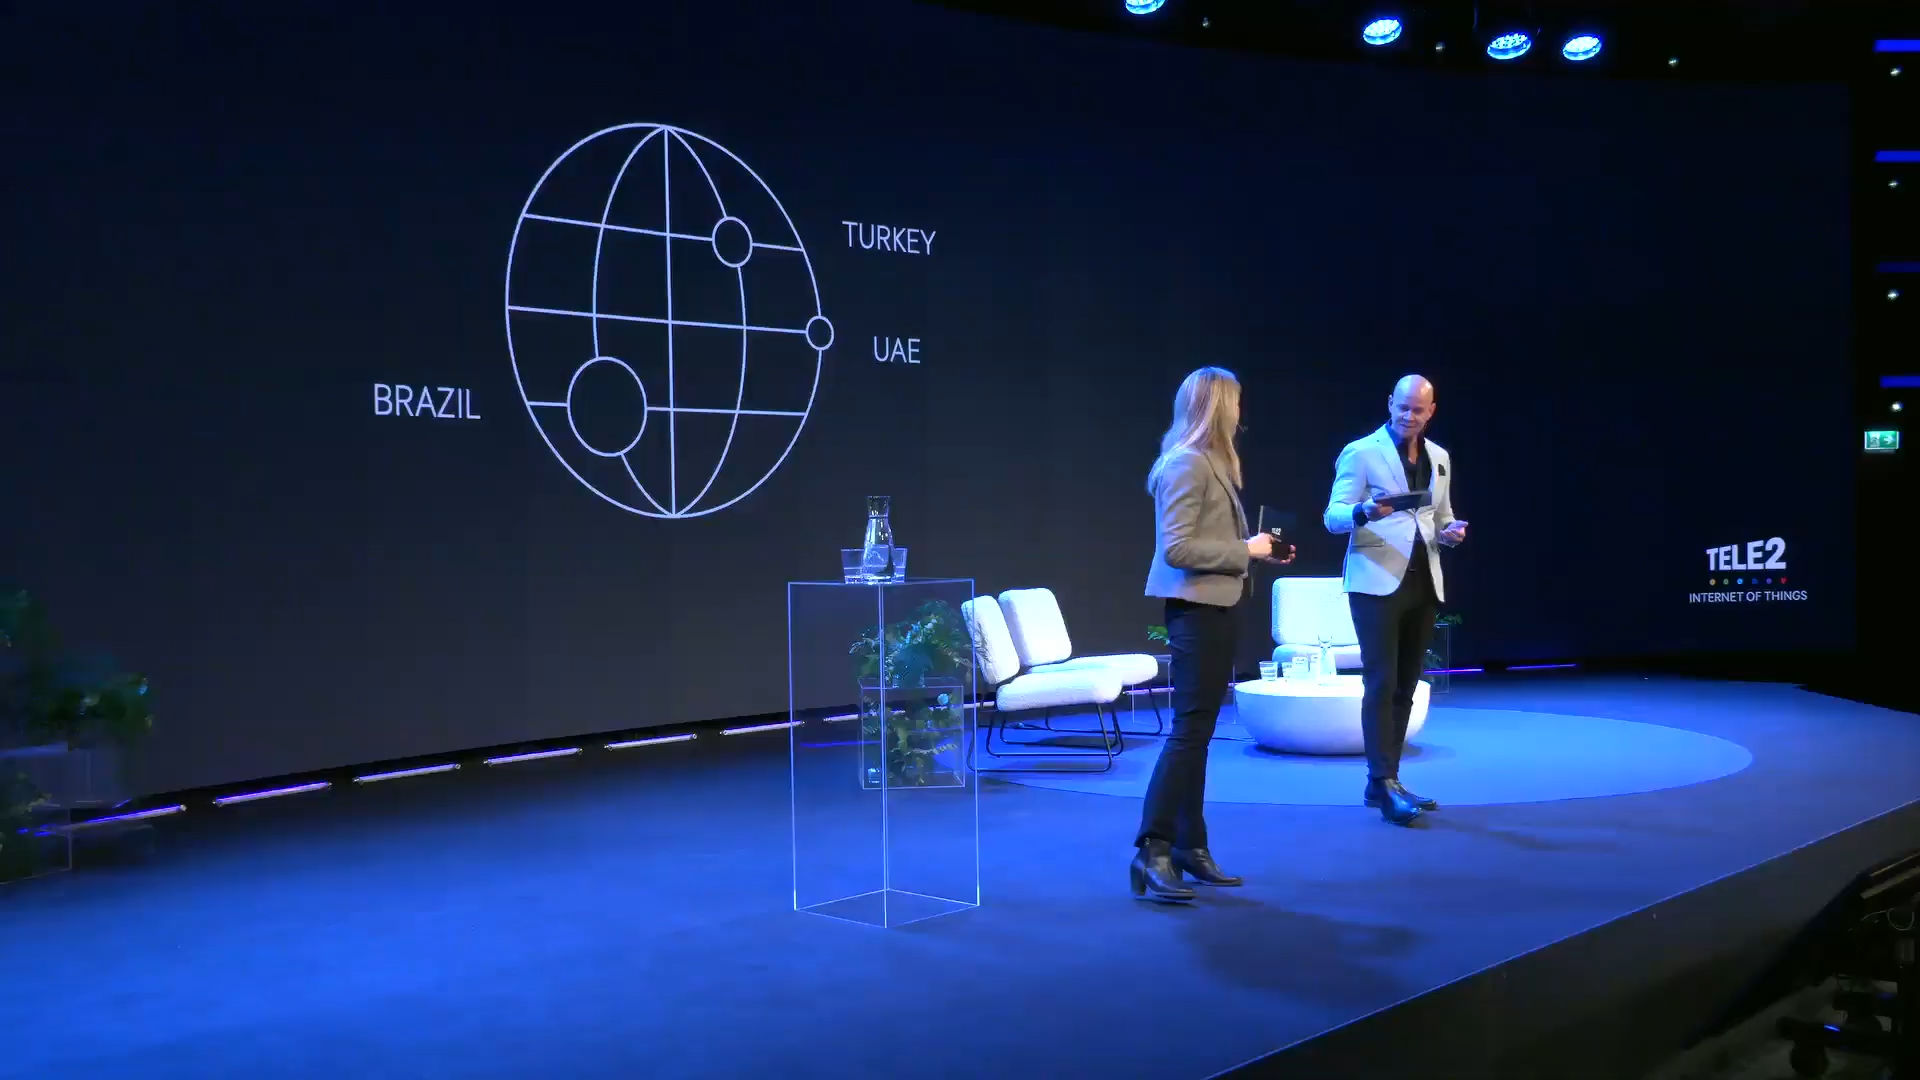 TURKEY
UAE
BRAZIL
TELE2
INTERNET OF THINGS